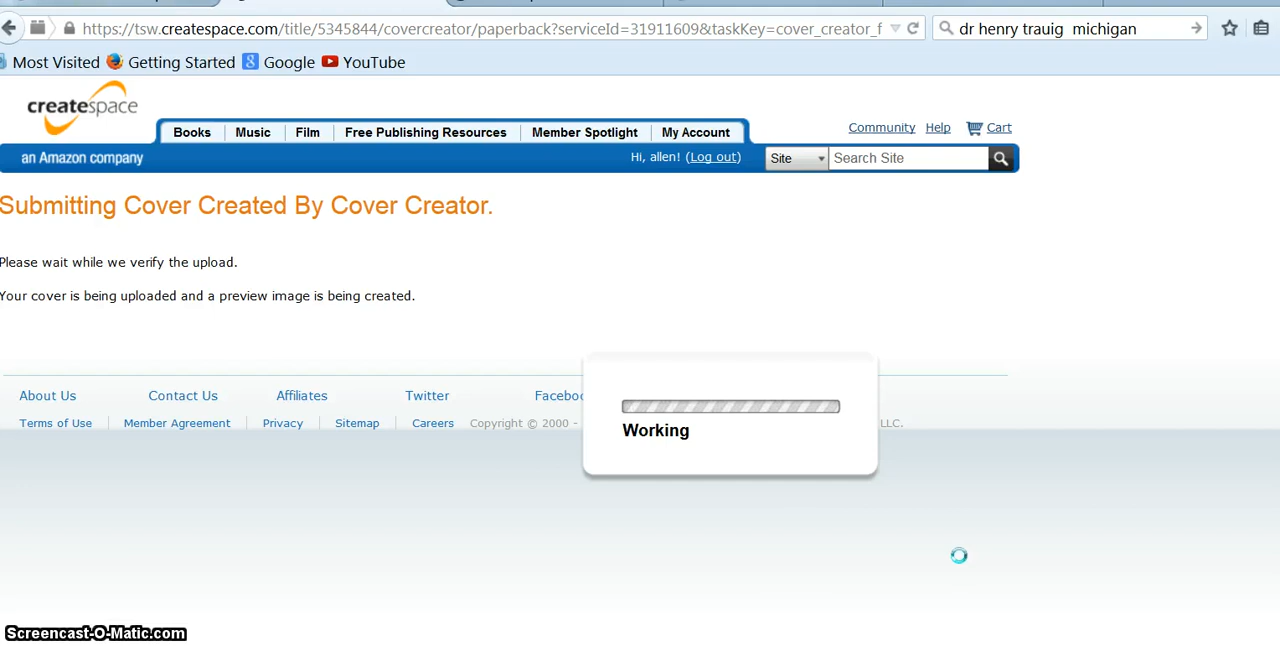 https://tsw.createspace.com/title/5345844/covercreator/paperback?serviceId=31911609&taskKey=cover_creator_f
dr henry trauig michigan
Most Visited Getting Started Google YouTube
createspace
Books Music Film Free Publishing Resources Member Spotlight My Account
Community Help Cart
an Amazon company
Hi, allen! (Log out)
Site Search Site
Submitting Cover Created By Cover Creator.
Please wait while we verify the upload.
Your cover is being uploaded and a preview image is being created.
About Us Contact Us Affiliates Twitter Facebo
Terms of Use Member Agreement Privacy Sitemap Careers Copyright © 2000 - LLC.
Working
Screencast-O-Matic.com